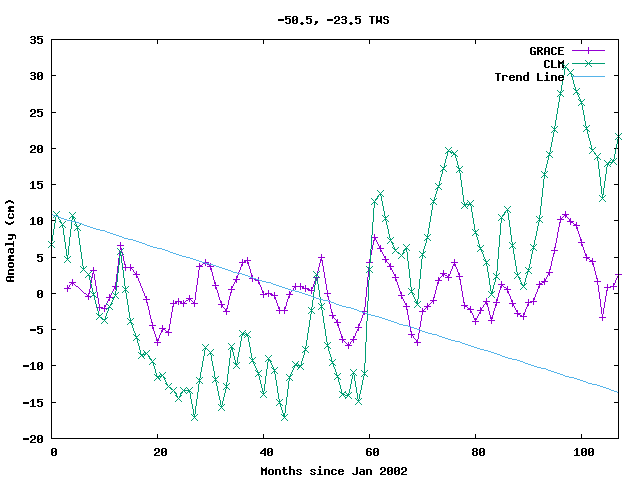 -50.5, -23.5 TWS
35
30
25
20
15
10
5
0
-5
-10
-15
-20
Anomaly (cm)
GRACE
CLM
Trend Line
0 20 40 60 80 100
Months since Jan 2002